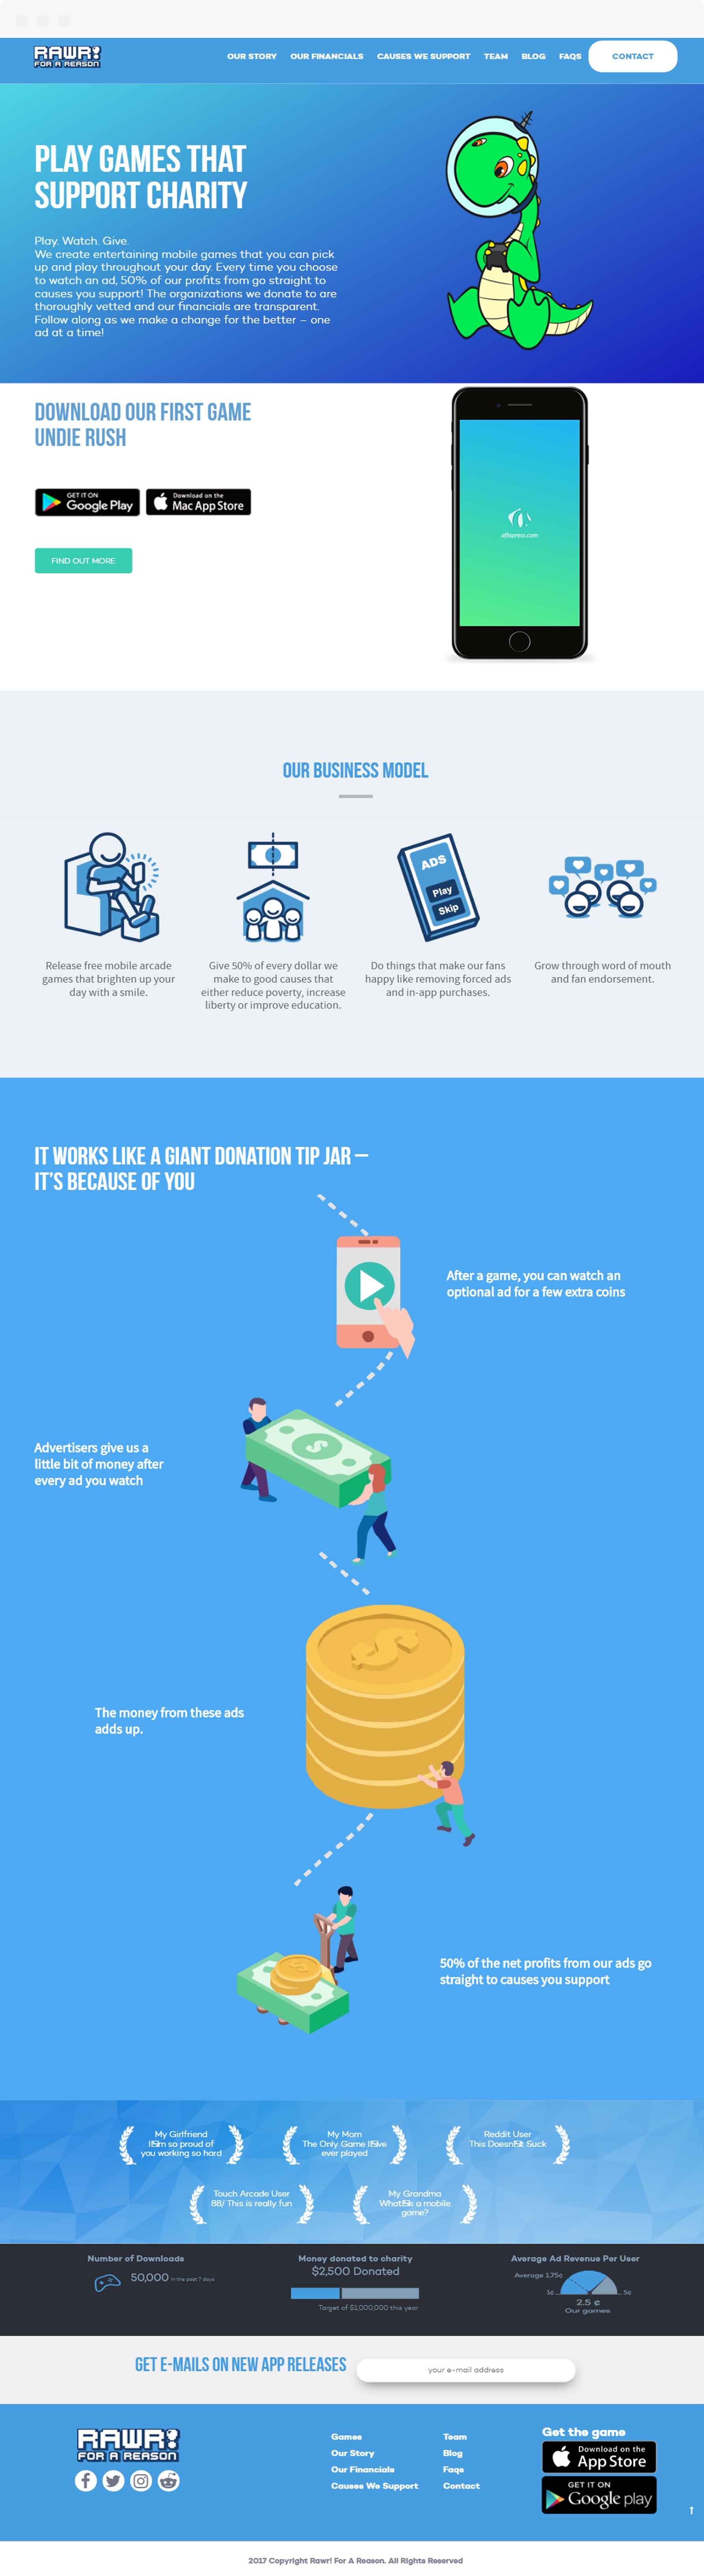 RAWR!
FOR A REASON
OUR STORY
OUR FINANCIALS
CAUSES WE SUPPORT
TEAM
BLOG
FAQS
CONTACT
PLAY GAMES THAT
SUPPORT CHARITY
Play. Watch. Give.
We create entertaining mobile games that you can pick
up and play throughout your day. Every time you choose
to watch an ad, 50% of our profits from go straight to
causes you support! The organizations we donate to are
thoroughly vetted and our financials are transparent.
Follow along as we make a change for the better – one
ad at a time!
DOWNLOAD OUR FIRST GAME
UNDIE RUSH
GET IT ON
Google Play
Download on the
Mac App Store
FIND OUT MORE
OUR BUSINESS MODEL
ADS
Play
Skip
Release free mobile arcade
games that brighten up your
day with a smile.
Give 50% of every dollar we
make to good causes that
either reduce poverty, increase
liberty or improve education.
Do things that make our fans
happy like removing forced ads
and in-app purchases.
Grow through word of mouth
and fan endorsement.
IT WORKS LIKE A GIANT DONATION TIP JAR –
IT'S BECAUSE OF YOU
After a game, you can watch an
optional ad for a few extra coins
Advertisers give us a
little bit of money after
every ad you watch
The money from these ads
adds up.
50% of the net profits from our ads go
straight to causes you support
My Girlfriend
so proud of
you working so hard
My Mom
The Only Game
ever played
Reddit User
This Suck
Touch Arcade User
88/ This is really fun
My Grandma
a mobile
game?
Number of Downloads
50,000 in the past 7 days
Money donated to charity
$2,500 Donated
Target of $1,000,000 this year
Average Ad Revenue Per User
Average 1.75¢
1¢
5¢
2.5 ¢
Our games
GET E-MAILS ON NEW APP RELEASES
your e-mail address
RAWR!
FOR A REASON
Games
Our Story
Our Financials
Causes We Support
Team
Blog
Faqs
Contact
Get the game
Download on the
App Store
GET IT ON
Google play
2017 Copyright Rawr! For A Reason. All Rights Reserved